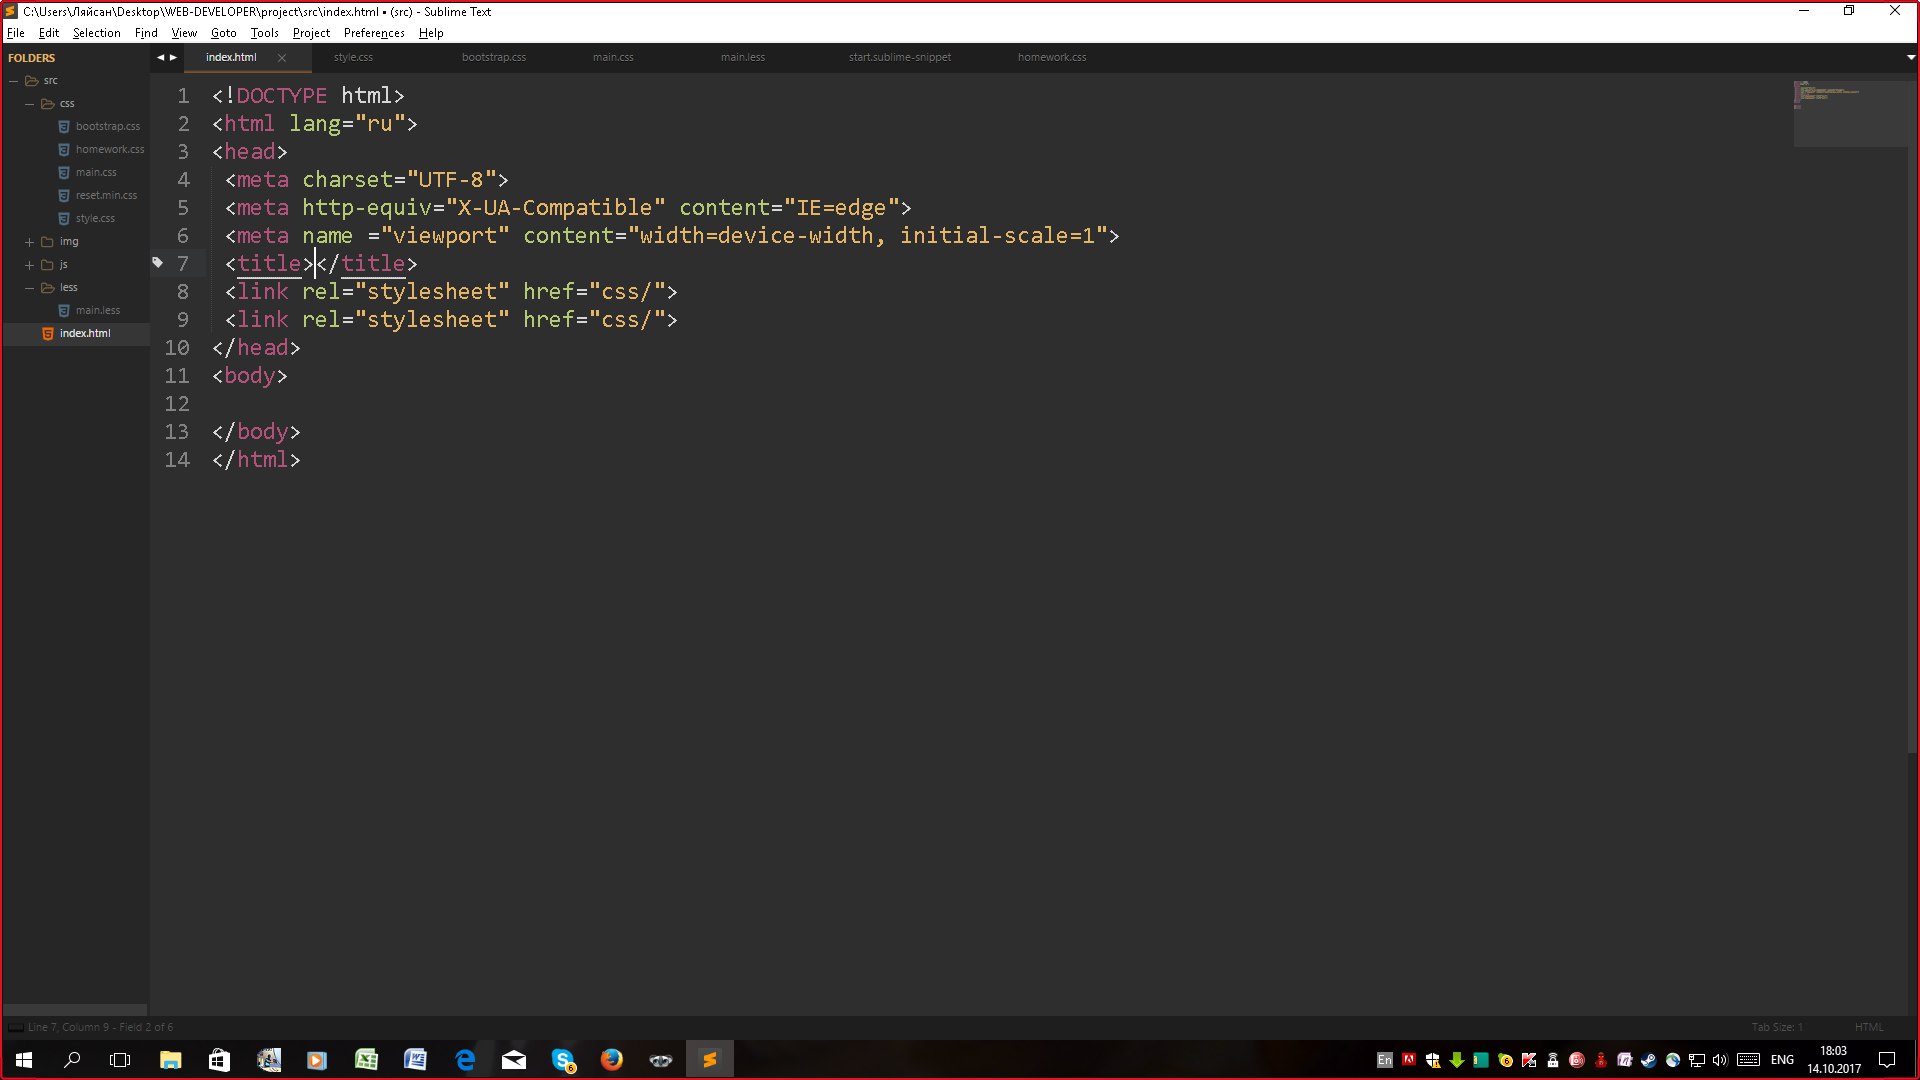 C:\Users\Ляйсан\Desktop\WEB-DEVELOPER\project\src\index.html • (src) - Sublime Text
File Edit Selection Find View Goto Tools Project Preferences Help
FOLDERS
src
css
bootstrap.css
homework.css
main.css
reset.min.css
style.css
img
js
less
main.less
index.html
index.html style.css bootstrap.css main.css main.less start.sublime-snippet homework.css
1 <!DOCTYPE html>
2 <html lang="ru">
3 <head>
4 <meta charset="UTF-8">
5 <meta http-equiv="X-UA-Compatible" content="IE=edge">
6 <meta name ="viewport" content="width=device-width, initial-scale=1">
7 <title></title>
8 <link rel="stylesheet" href="css/">
9 <link rel="stylesheet" href="css/">
10 </head>
11 <body>
12
13 </body>
14 </html>
Line 7, Column 9 - Field 2 of 6 Tab Size: 1 HTML
En ENG 18:03
14.10.2017